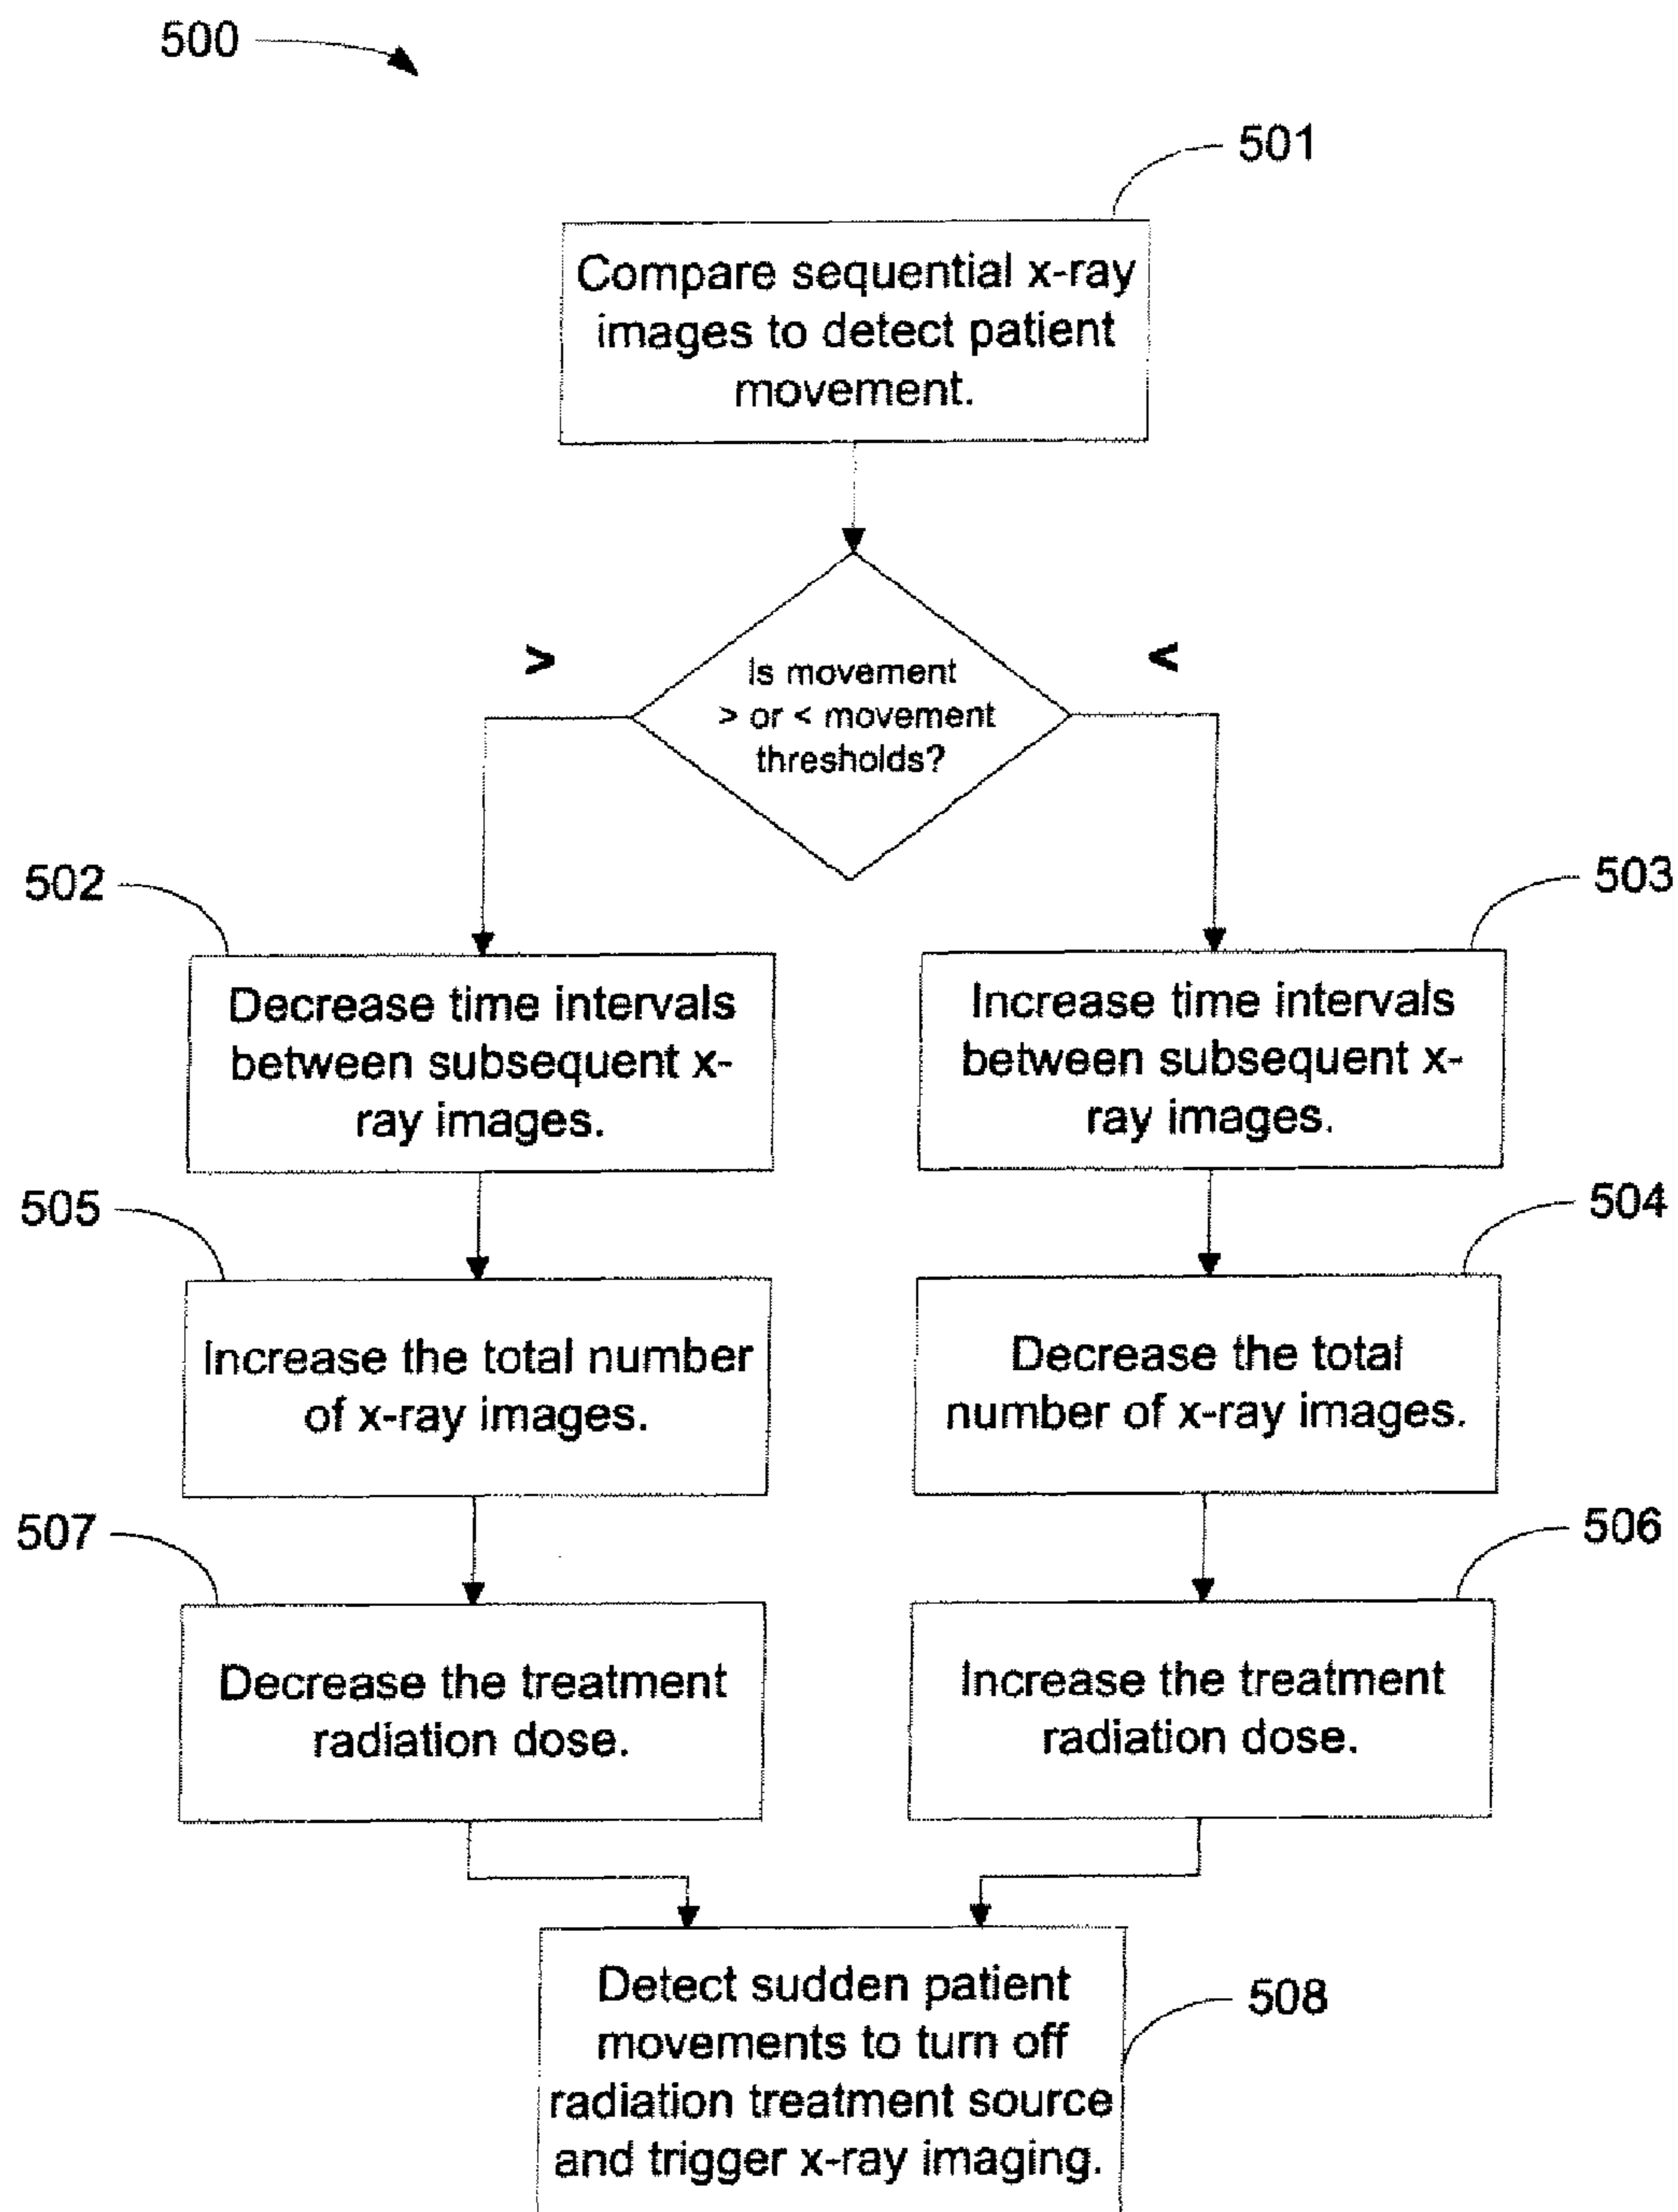 500
501
Compare sequential x-ray
images to detect patient
movement.
>
<
Is movement
> or < movement
thresholds?
502
503
Decrease time intervals
between subsequent x-
ray images.
Increase time intervals
between subsequent x-
ray images.
505
504
Increase the total number
of x-ray images.
Decrease the total
number of x-ray images.
507
506
Decrease the treatment
radiation dose.
Increase the treatment
radiation dose.
Detect sudden patient
movements to turn off
radiation treatment source
and trigger x-ray imaging.
508